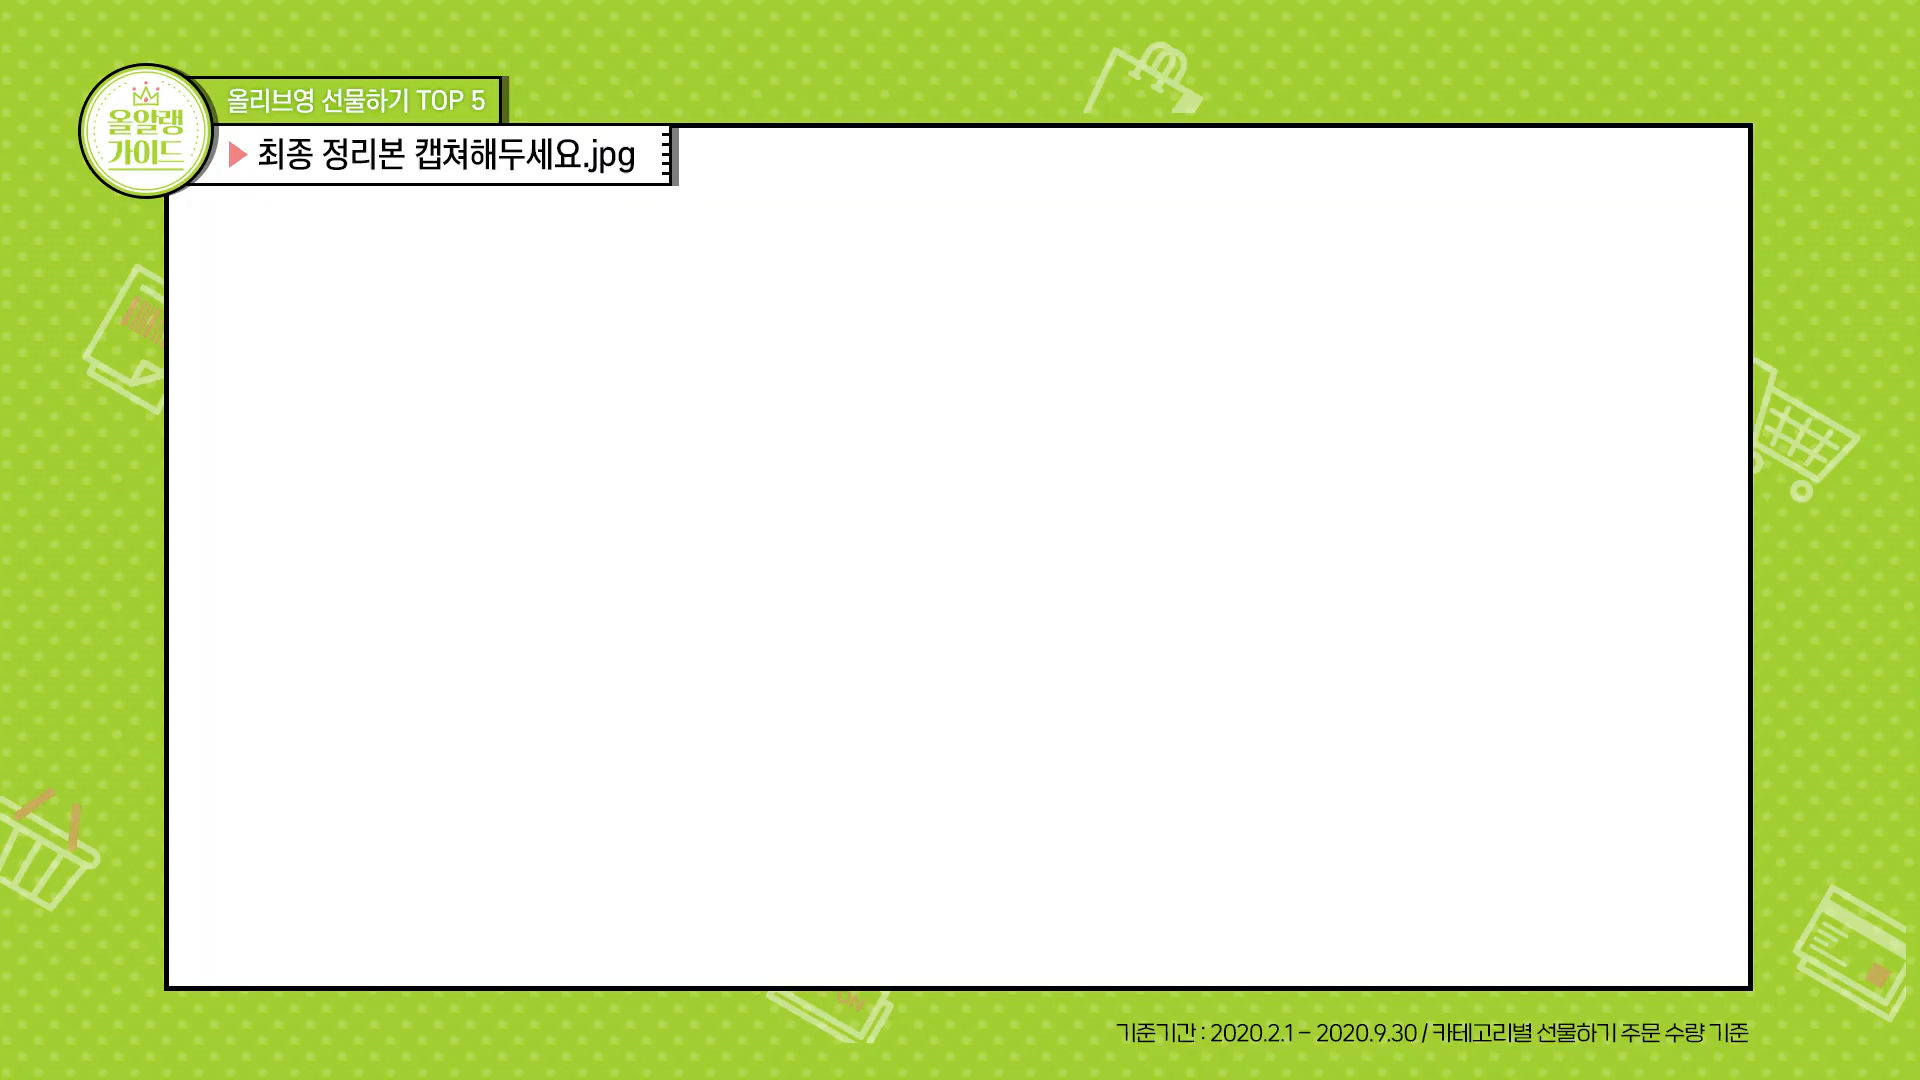 올리브영 선물하기 TOP 5
올알랭
가이드
최종 정리본 캡쳐해두세요.jpg
ON
기준기간 : 2020.2.1 – 2020.9.30 / 카테고리별 선물하기 주문 수량 기준